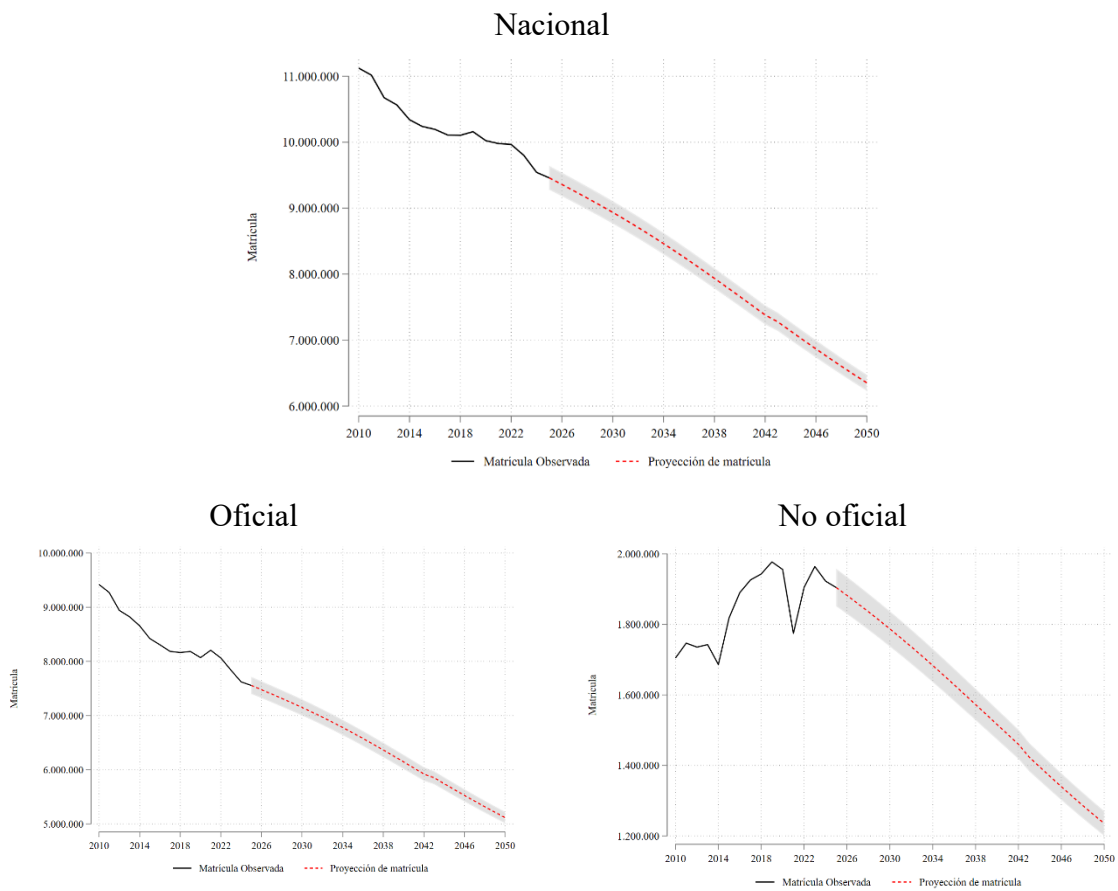 Nacional
11.000.000
10.000.000
9.000.000
8.000.000
7.000.000
6.000.000
Matrícula
2010 2014 2018 2022 2026 2030 2034 2038 2042 2046 2050
Matrícula Observada Proyección de matrícula
Oficial
10.000.000
9.000.000
8.000.000
7.000.000
6.000.000
5.000.000
Matrícula
2010 2014 2018 2022 2026 2030 2034 2038 2042 2046 2050
Matrícula Observada Proyección de matrícula
No oficial
2.000.000
1.800.000
1.600.000
1.400.000
1.200.000
Matrícula
2010 2014 2018 2022 2026 2030 2034 2038 2042 2046 2050
Matrícula Observada Proyección de matrícula